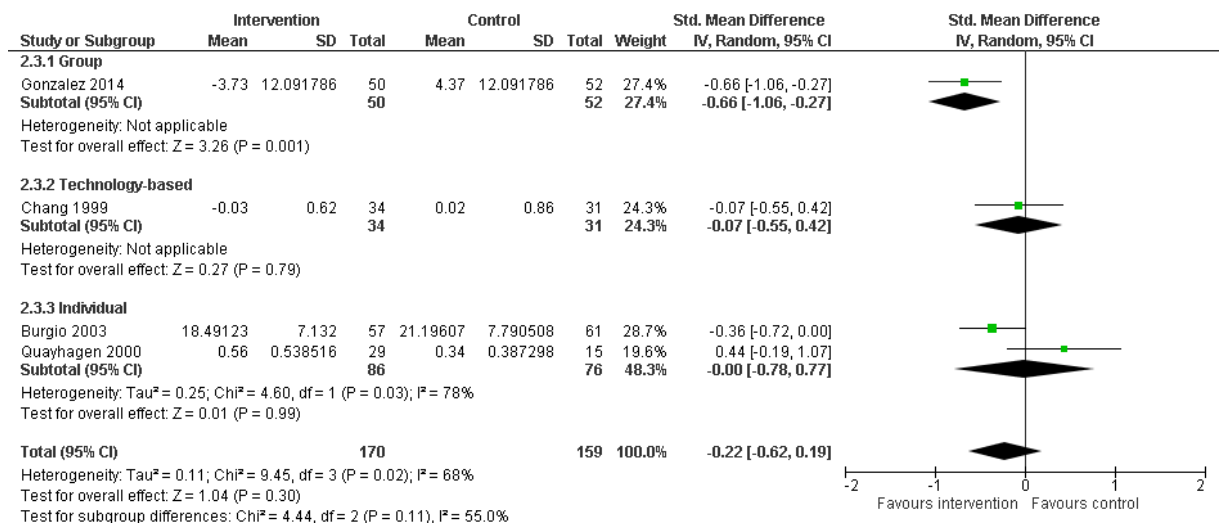 Intervention Control Std. Mean Difference Std. Mean Difference
Study or Subgroup Mean SD Total Mean SD Total Weight IV, Random, 95% CI IV, Random, 95% CI
2.3.1 Group
Gonzalez 2014 -3.73 12.091786 50 4.37 12.091786 52 27.4% -0.66 [-1.06, -0.27]
Subtotal (95% CI) 50 52 27.4% -0.66 [-1.06, -0.27]
Heterogeneity: Not applicable
Test for overall effect: Z = 3.26 (P = 0.001)
2.3.2 Technology-based
Chang 1999 -0.03 0.62 34 0.02 0.86 31 24.3% -0.07 [-0.55, 0.42]
Subtotal (95% CI) 34 31 24.3% -0.07 [-0.55, 0.42]
Heterogeneity: Not applicable
Test for overall effect: Z = 0.27 (P = 0.79)
2.3.3 Individual
Burgio 2003 18.49123 7.132 57 21.19607 7.790508 61 28.7% -0.36 [-0.72, 0.00]
Quayhagen 2000 0.56 0.538516 29 0.34 0.387298 15 19.6% 0.44 [-0.19, 1.07]
Subtotal (95% CI) 86 76 48.3% -0.00 [-0.78, 0.77]
Heterogeneity: Tau² = 0.25; Chi² = 4.60, df = 1 (P = 0.03); I² = 78%
Test for overall effect: Z = 0.01 (P = 0.99)
Total (95% CI) 170 159 100.0% -0.22 [-0.62, 0.19]
Heterogeneity: Tau² = 0.11; Chi² = 9.45, df = 3 (P = 0.02); I² = 68%
Test for overall effect: Z = 1.04 (P = 0.30)
Test for subgroup differences: Chi² = 4.44, df = 2 (P = 0.11), I² = 55.0%
-2 -1 0 1 2
Favours intervention Favours control